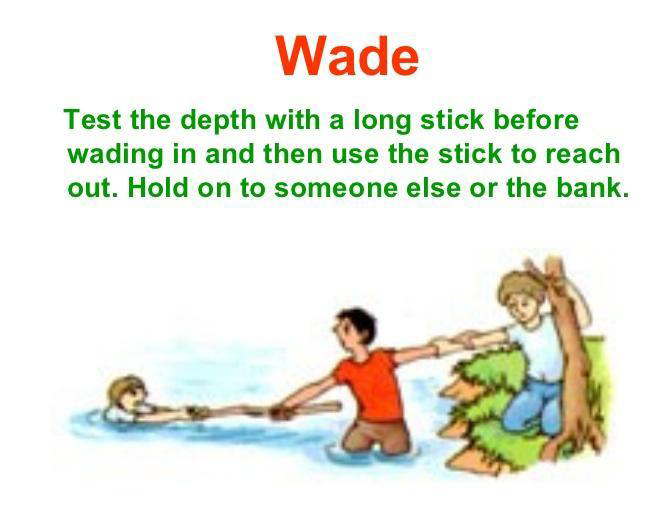 Wade
Test the depth with a long stick before
wading in and then use the stick to reach
out. Hold on to someone else or the bank.